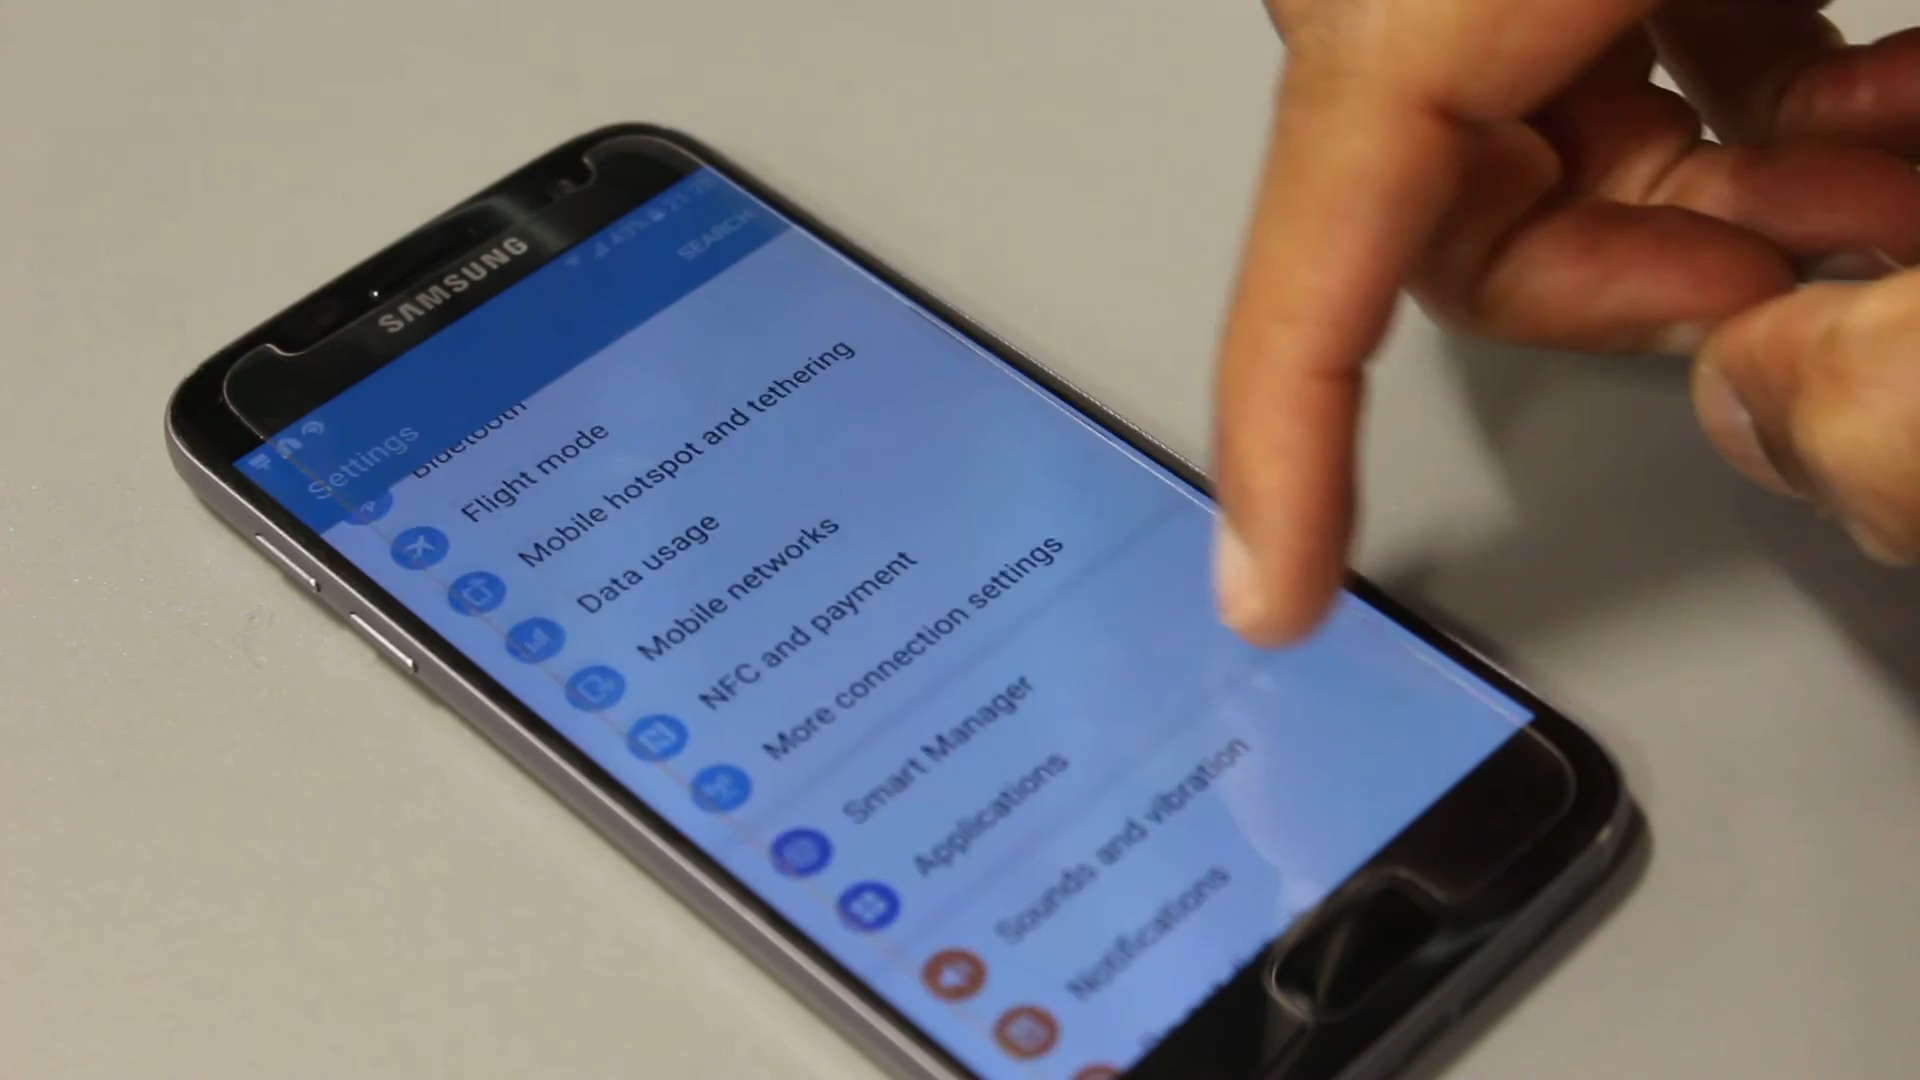 SAMSUNG
SEARCH
Settings
Bluetooth
Flight mode
Mobile hotspot and tethering
Data usage
Mobile networks
NFC and payment
More connection settings
Smart Manager
Applications
Sounds and vibration
Notifications